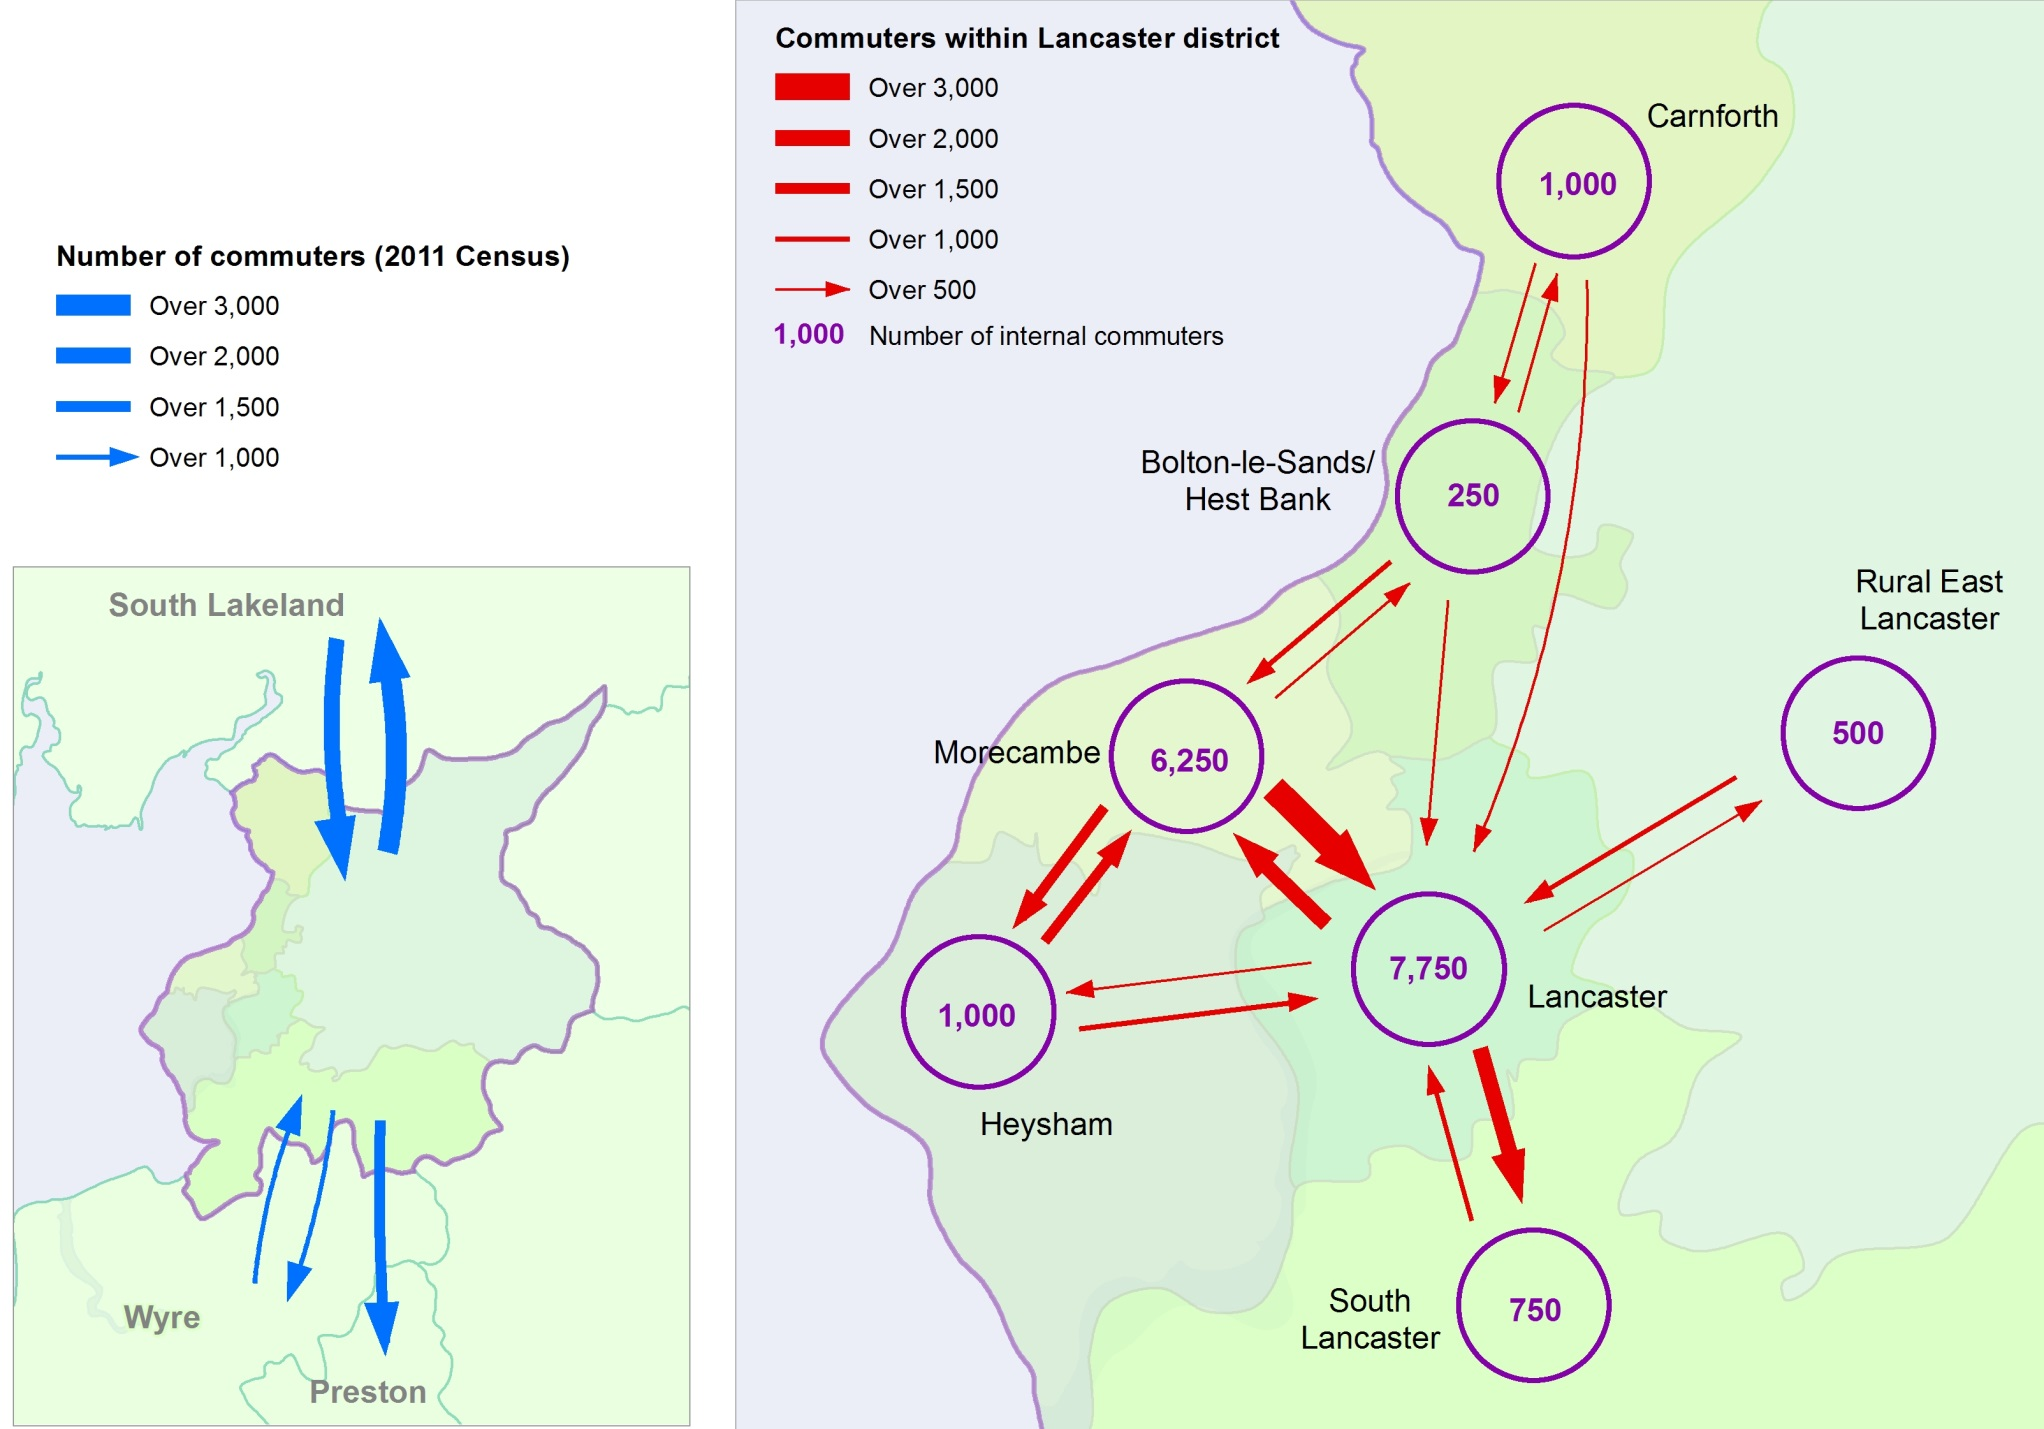 Number of commuters (2011 Census)
Over 3,000
Over 2,000
Over 1,500
Over 1,000
South Lakeland
Wyre
Preston
Commuters within Lancaster district
Over 3,000
Over 2,000
Over 1,500
Over 1,000
Over 500
1,000 Number of internal commuters
Carnforth
1,000
Bolton-le-Sands/
Hest Bank
250
Rural East
Lancaster
500
Morecambe
6,250
7,750
Lancaster
1,000
Heysham
South
Lancaster
750